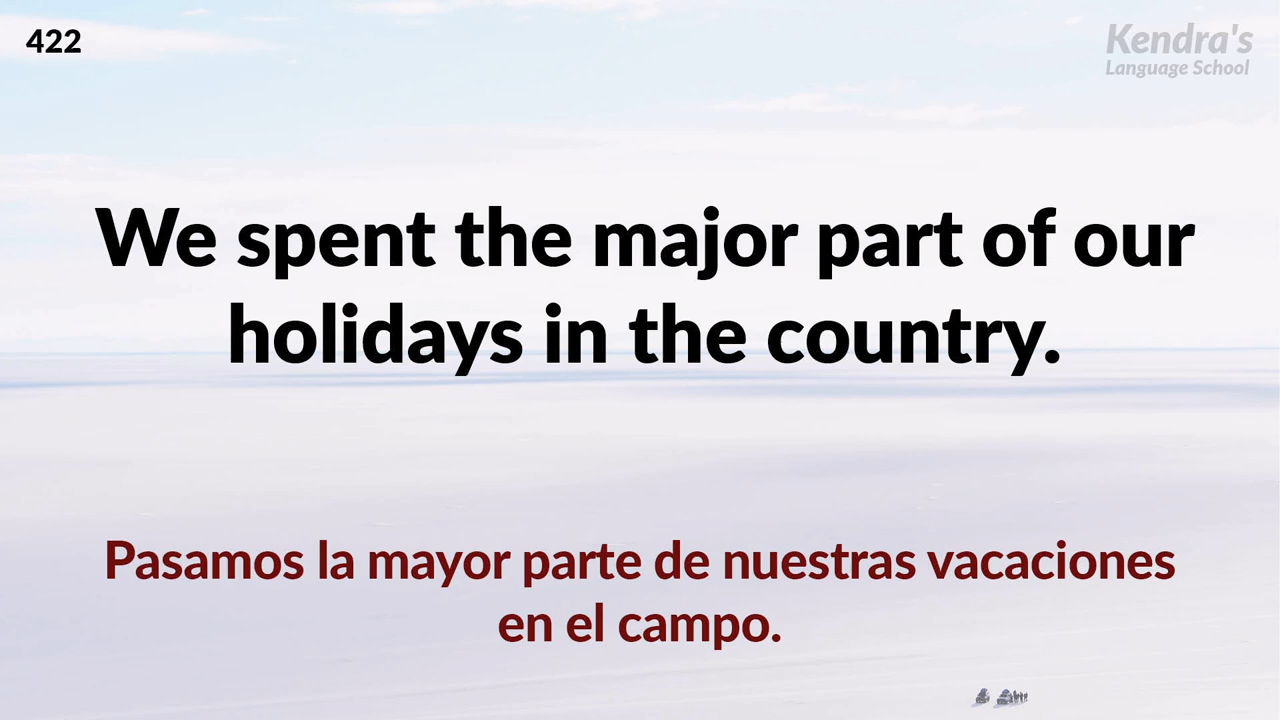 422
Kendra's
Language School
We spent the major part of our
holidays in the country.
Pasamos la mayor parte de nuestras vacaciones
en el campo.